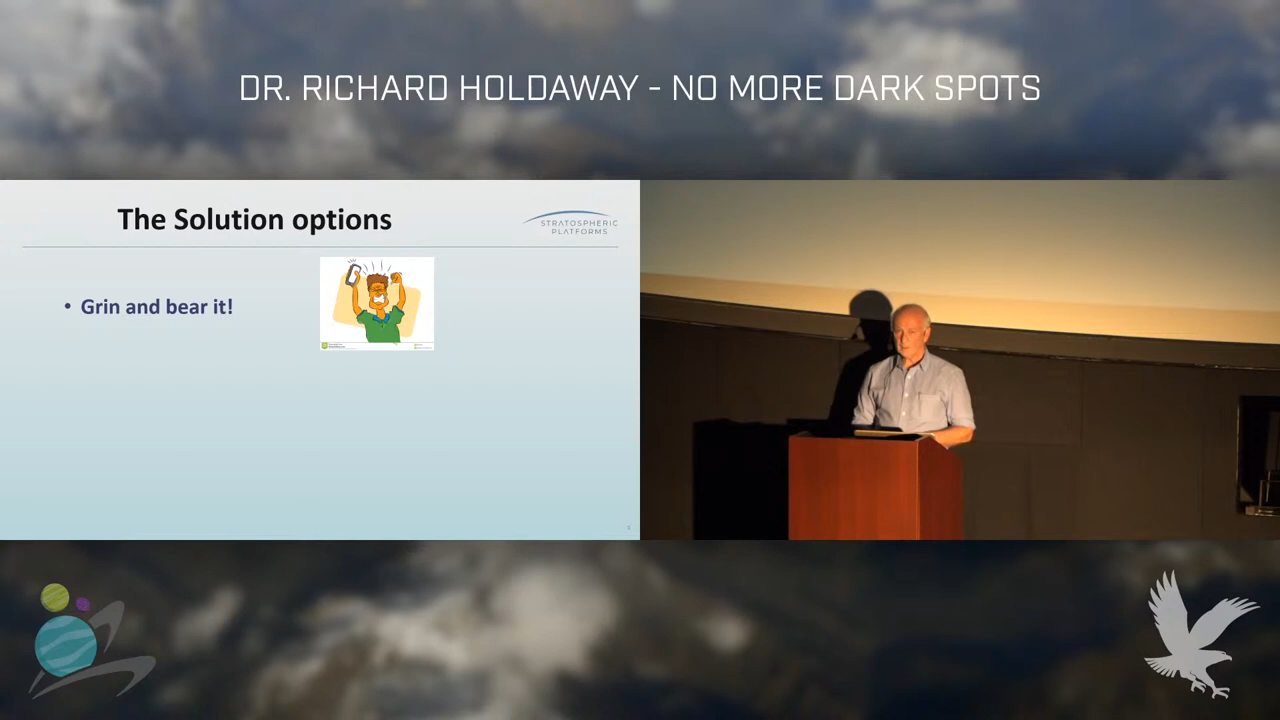 DR. RICHARD HOLDAWAY - NO MORE DARK SPOTS
The Solution options
STRATOSPHERIC
PLATFORMS
• Grin and bear it!